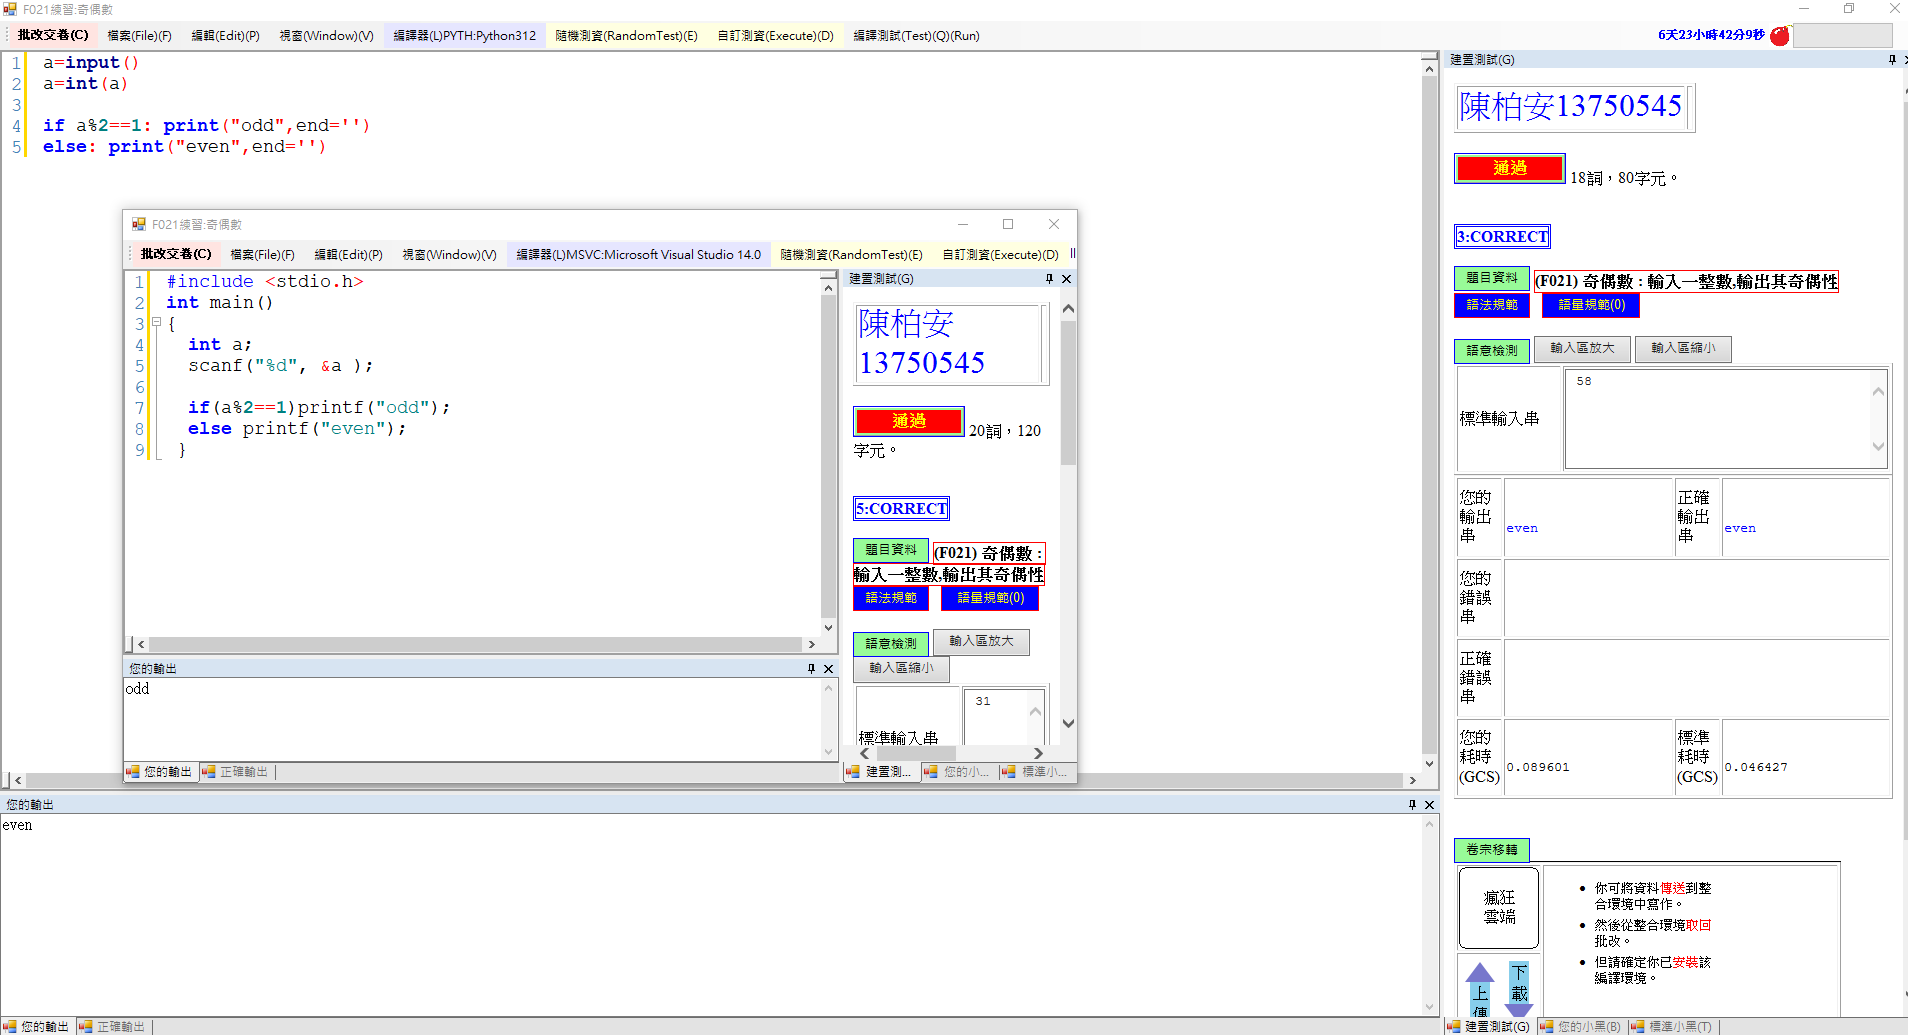 F021練習:奇偶數
批改交卷(C) 檔案(File)(F) 編輯(Edit)(P) 視窗(Window)(V) 編譯器(L)PYTH:Python312 隨機測資(RandomTest)(E) 自訂測資(Execute)(D) 編譯測試(Test)(Q)(Run) 6天23小時42分9秒
1 a=input()
2 a=int(a)
3
4 if a%2==1: print("odd",end='')
5 else: print("even",end='')
F021練習:奇偶數
批改交卷(C) 檔案(File)(F) 編輯(Edit)(P) 視窗(Window)(V) 編譯器(L)MSVC:Microsoft Visual Studio 14.0 隨機測資(RandomTest)(E) 自訂測資(Execute)(D)
1 #include <stdio.h>
2 int main()
3 {
4 int a;
5 scanf("%d", &a );
6
7 if(a%2==1)printf("odd");
8 else printf("even");
9 }
您的輸出
odd
您的輸出 正確輸出
建置測試(G)
陳柏安
13750545
通過 20詞，120
字元。
5:CORRECT
題目資料 (F021) 奇偶數 :
輸入一整數,輸出其奇偶性
語法規範 語量規範(0)
語意檢測 輸入區放大
輸入區縮小
標準輸入串 31
建置測... 您的小... 標準小...
您的輸出
even
您的輸出 正確輸出
建置測試(G)
陳柏安13750545
通過 18詞，80字元。
3:CORRECT
題目資料 (F021) 奇偶數 : 輸入一整數,輸出其奇偶性
語法規範 語量規範(0)
語意檢測 輸入區放大 輸入區縮小
標準輸入串 58
您的
輸出
串
even
正確
輸出
串
even
您的
錯誤
串
正確
錯誤
串
您的
耗時
(GCS)
0.089601
標準
耗時
(GCS)
0.046427
卷宗移轉
瘋狂
雲端
你可將資料傳送到整
合環境中寫作。
然後從整合環境取回
批改。
但請確定你已安裝該
編譯環境。
上傳
下載
建置測試(G) 您的小黑(B) 標準小黑(T)